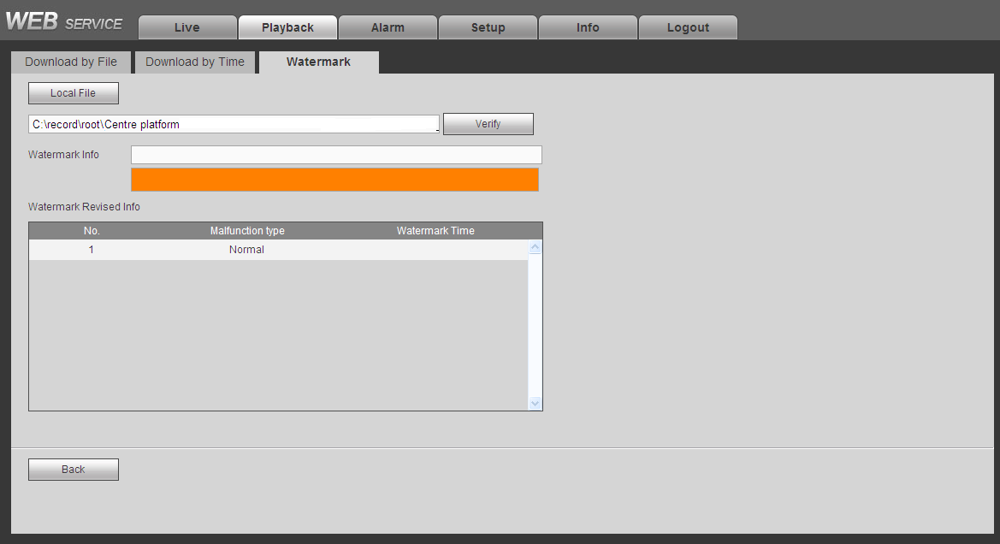 WEB SERVICE
Live Playback Alarm Setup Info Logout
Download by File Download by Time Watermark
Local File
C:\record\root\Centre platform Verify
Watermark Info
Watermark Revised Info
No. Malfunction type Watermark Time
1 Normal
Back